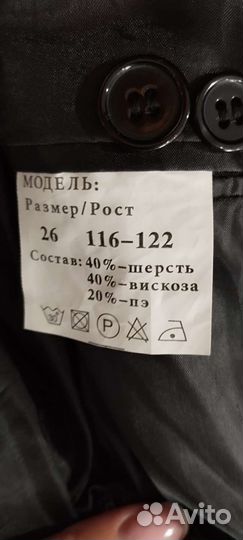 МОДЕЛЬ:
Размер/Рост
26 116-122
Состав: 40%-шерсть
40%-вискоза
20%-пэ
P
Avito